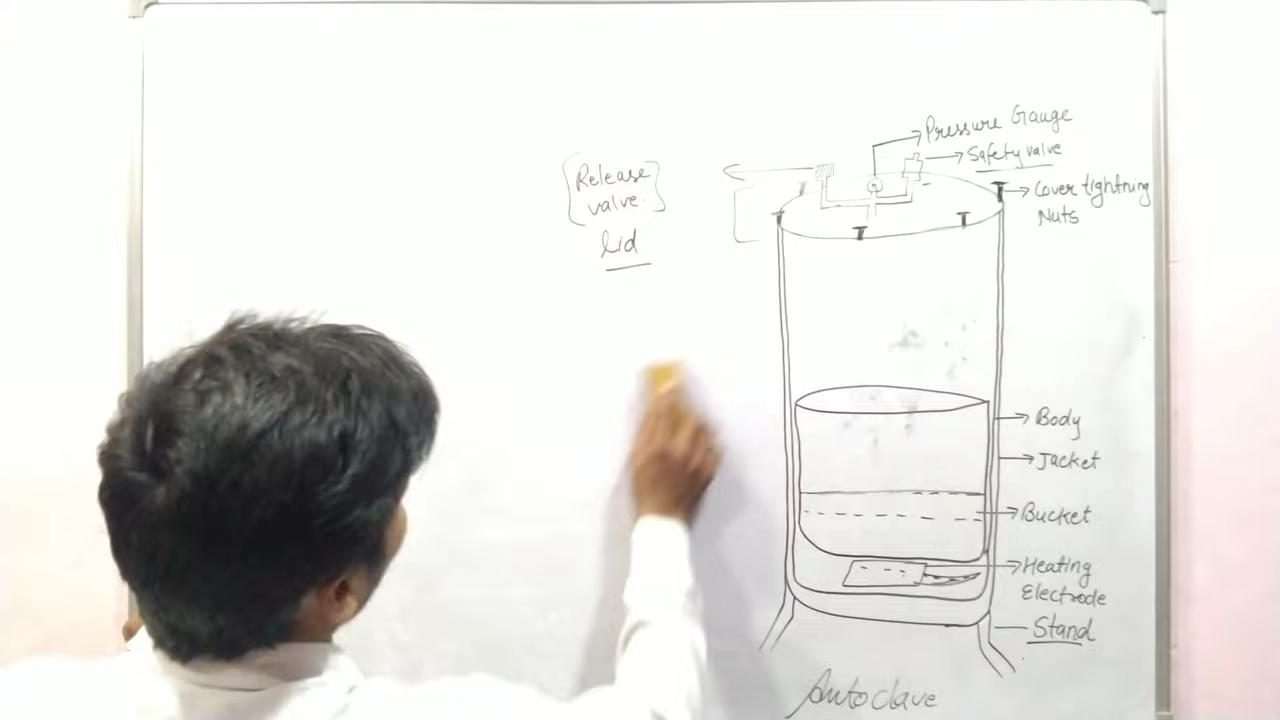 Pressure Gauge
Safety valve
[Release
valve]
Cover tightning
Nuts
lid
Body
Jacket
Bucket
Heating
Electrode
Stand
Autoclave